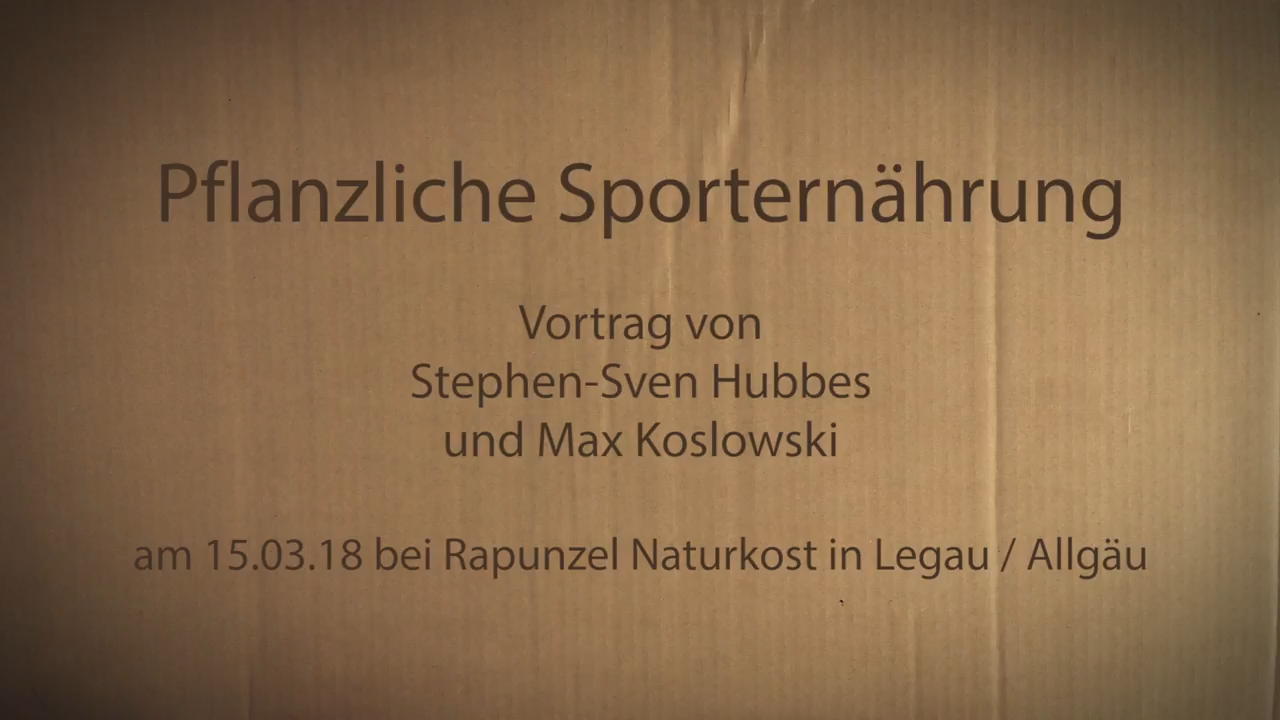 Pflanzliche Sporternährung
Vortrag von
Stephen-Sven Hubbes
und Max Koslowski
am 15.03.18 bei Rapunzel Naturkost in Legau / Allgäu